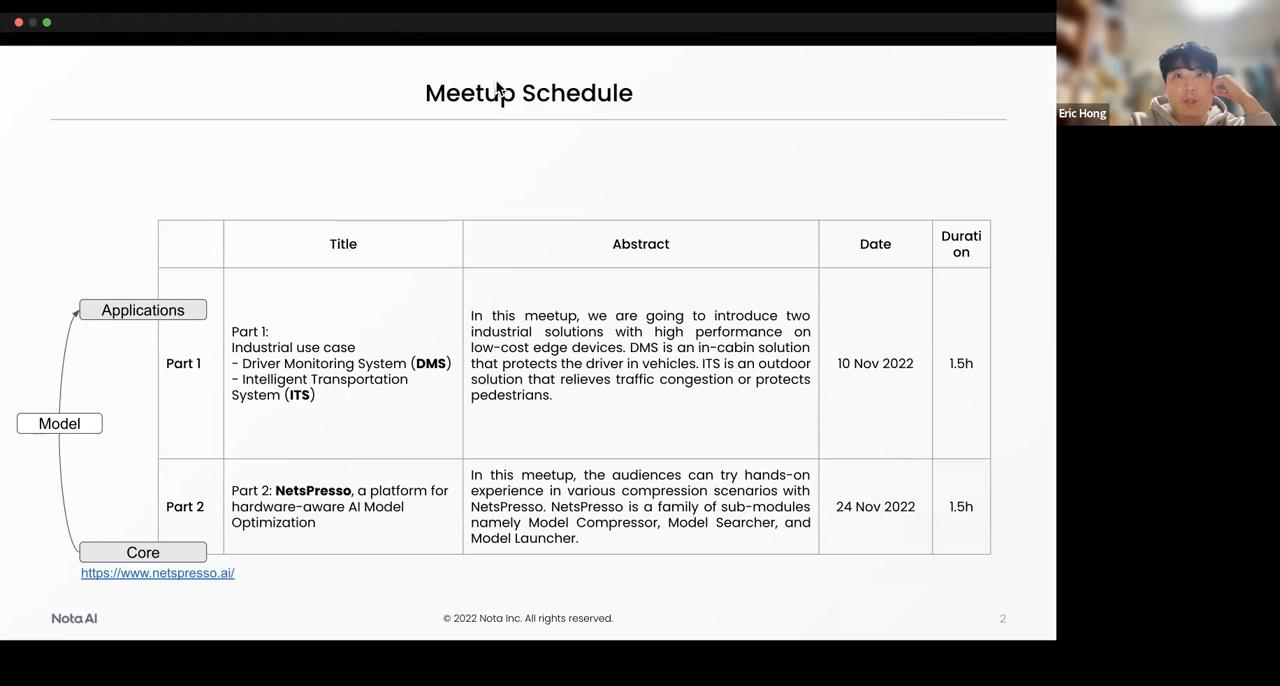 Meetup Schedule
Eric Hong
Title
Abstract
Date
Durati
on
Applications
Part 1
Part 1:
Industrial use case
- Driver Monitoring System (DMS)
- Intelligent Transportation
System (ITS)
In this meetup, we are going to introduce two
industrial solutions with high performance on
low-cost edge devices. DMS is an in-cabin solution
that protects the driver in vehicles. ITS is an outdoor
solution that relieves traffic congestion or protects
pedestrians.
10 Nov 2022
1.5h
Model
Part 2
Part 2: NetsPresso, a platform for
hardware-aware AI Model
Optimization
In this meetup, the audiences can try hands-on
experience in various compression scenarios with
NetsPresso. NetsPresso is a family of sub-modules
namely Model Compressor, Model Searcher, and
Model Launcher.
24 Nov 2022
1.5h
Core
https://www.netspresso.ai/
Nota AI
© 2022 Nota Inc. All rights reserved.
2